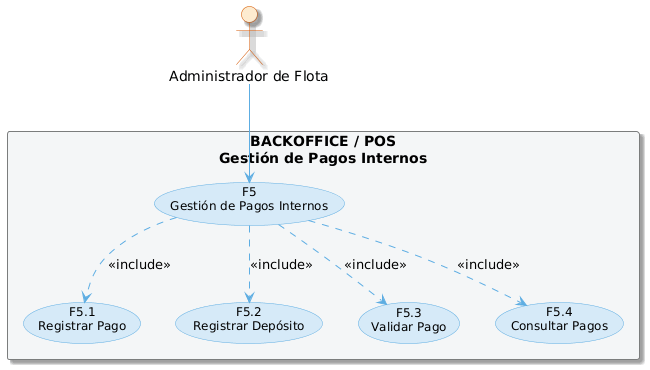 Administrador de Flota
BACKOFFICE / POS
Gestión de Pagos Internos
F5
Gestión de Pagos Internos
«include»
«include»
«include»
«include»
F5.1
Registrar Pago
F5.2
Registrar Depósito
F5.3
Validar Pago
F5.4
Consultar Pagos